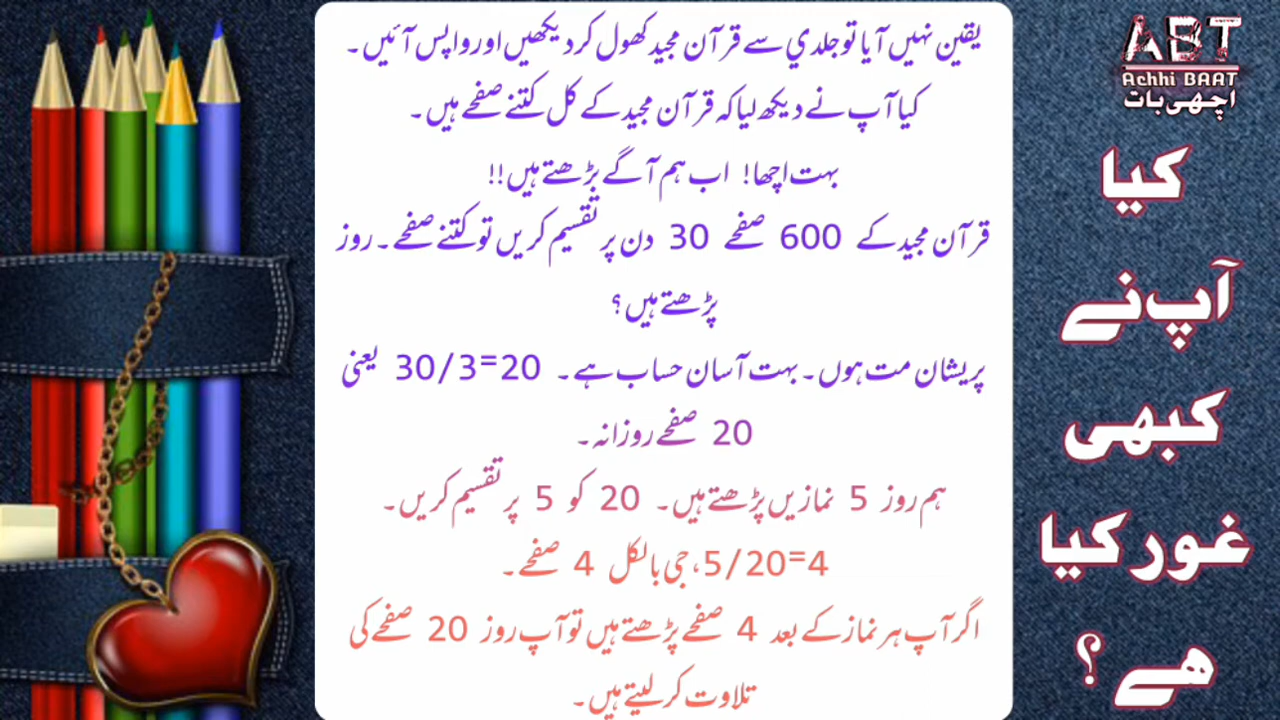 یقین نہیں آیا تو جلدي سے قرآن مجید کھول کر دیکھیں اور واپس آئیں۔
کیا آپ نے دیکھ لیا کہ قرآن مجید کے کل کتنے صفحے ہیں۔
بہت اچھا! اب ہم آگے بڑھتے ہیں!!
قرآن مجید کے 600 صفحے 30 دن پر تقسیم کریں تو کتنے صفحے۔روز
پڑھتے ہیں؟
پریشان مت ہوں۔ بہت آسان حساب ہے۔ 20=30/3 یعنی
20 صفحے روزانہ۔
ہم روز 5 نمازیں پڑھتے ہیں۔ 20 کو 5 پر تقسیم کریں۔
4=5/20،جی بالکل 4 صفحے۔
اگر آپ ہر نماز کے بعد 4 صفحے پڑھتے ہیں تو آپ روز 20 صفحے کی
تلاوت کر لیتے ہیں۔
ABT
Achhi BAAT
اچھی بات
کیا
آپ نے
کبھی
غور کیا
ھے ؟